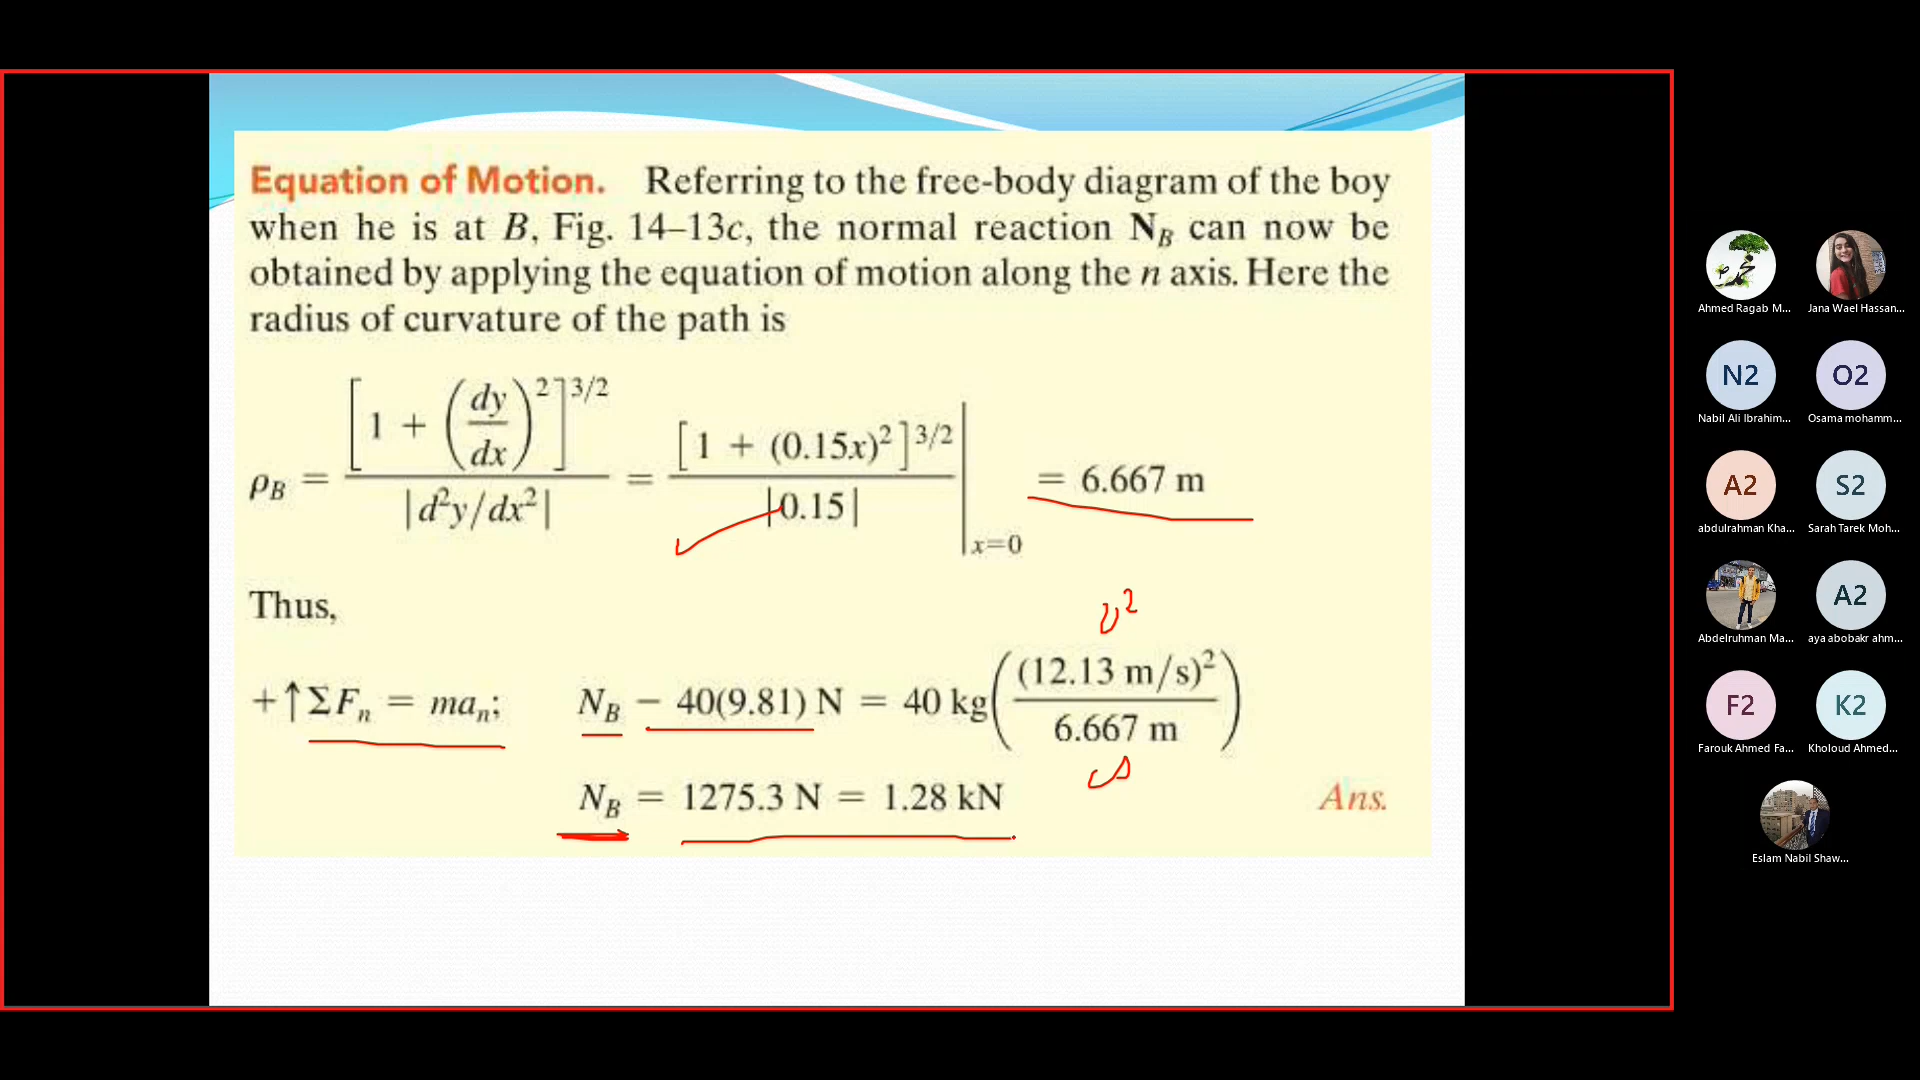 Equation of Motion. Referring to the free-body diagram of the boy
when he is at B, Fig. 14–13c, the normal reaction N_B can now be
obtained by applying the equation of motion along the n axis. Here the
radius of curvature of the path is
ρ_B = [1 + (dy/dx)²]^{3/2} / |d²y/dx²| = [1 + (0.15x)²]^{3/2} / |0.15| |_{x=0} = 6.667 m
Thus,
v²
+↑ΣF_n = ma_n; N_B − 40(9.81) N = 40 kg((12.13 m/s)² / 6.667 m)
N_B = 1275.3 N = 1.28 kN Ans.
Ahmed Ragab M...
Jana Wael Hassan...
N2
O2
Nabil Ali Ibrahim...
Osama mohamm...
A2
S2
abdulrahman Kha...
Sarah Tarek Moh...
A2
Abdelruhman Ma...
aya abobakr ahm...
F2
K2
Farouk Ahmed Fa...
Kholoud Ahmed...
Eslam Nabil Shaw...